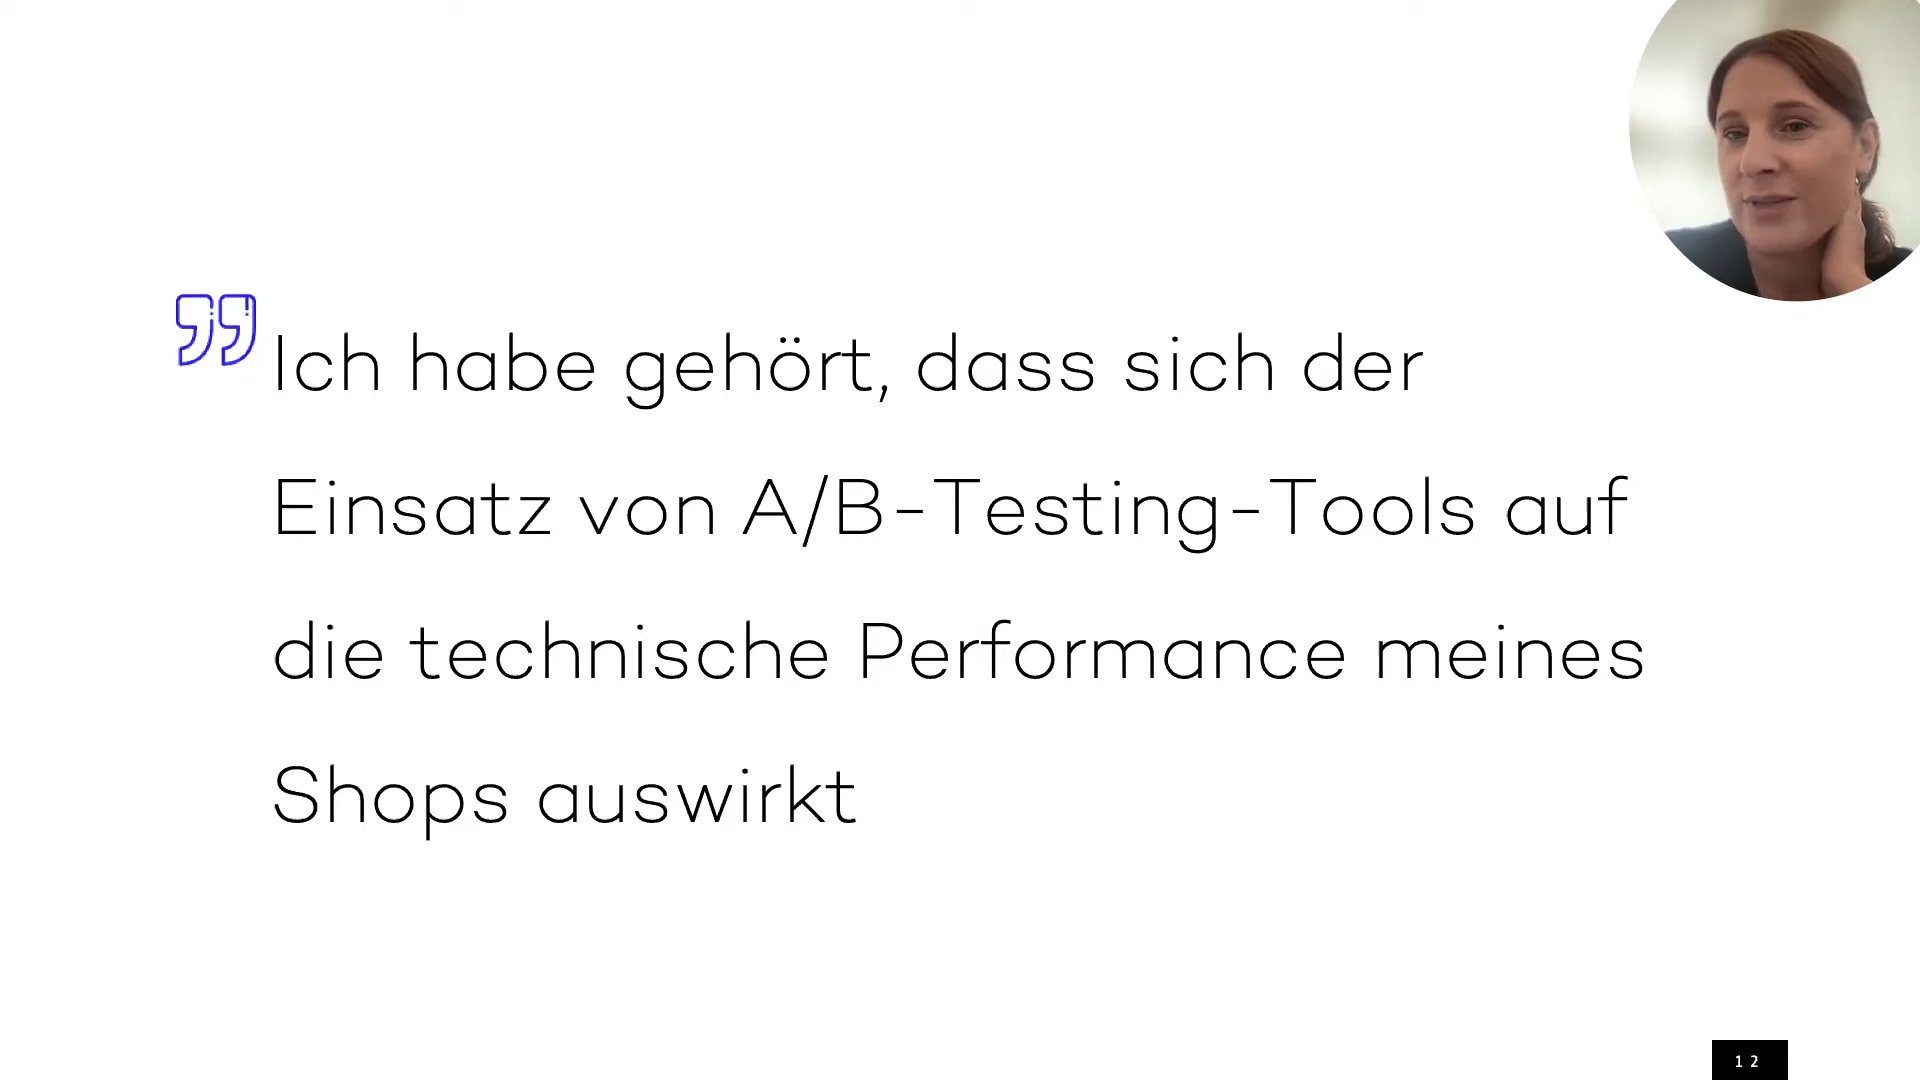 Ich habe gehört, dass sich der
Einsatz von A/B-Testing-Tools auf
die technische Performance meines
Shops auswirkt
12